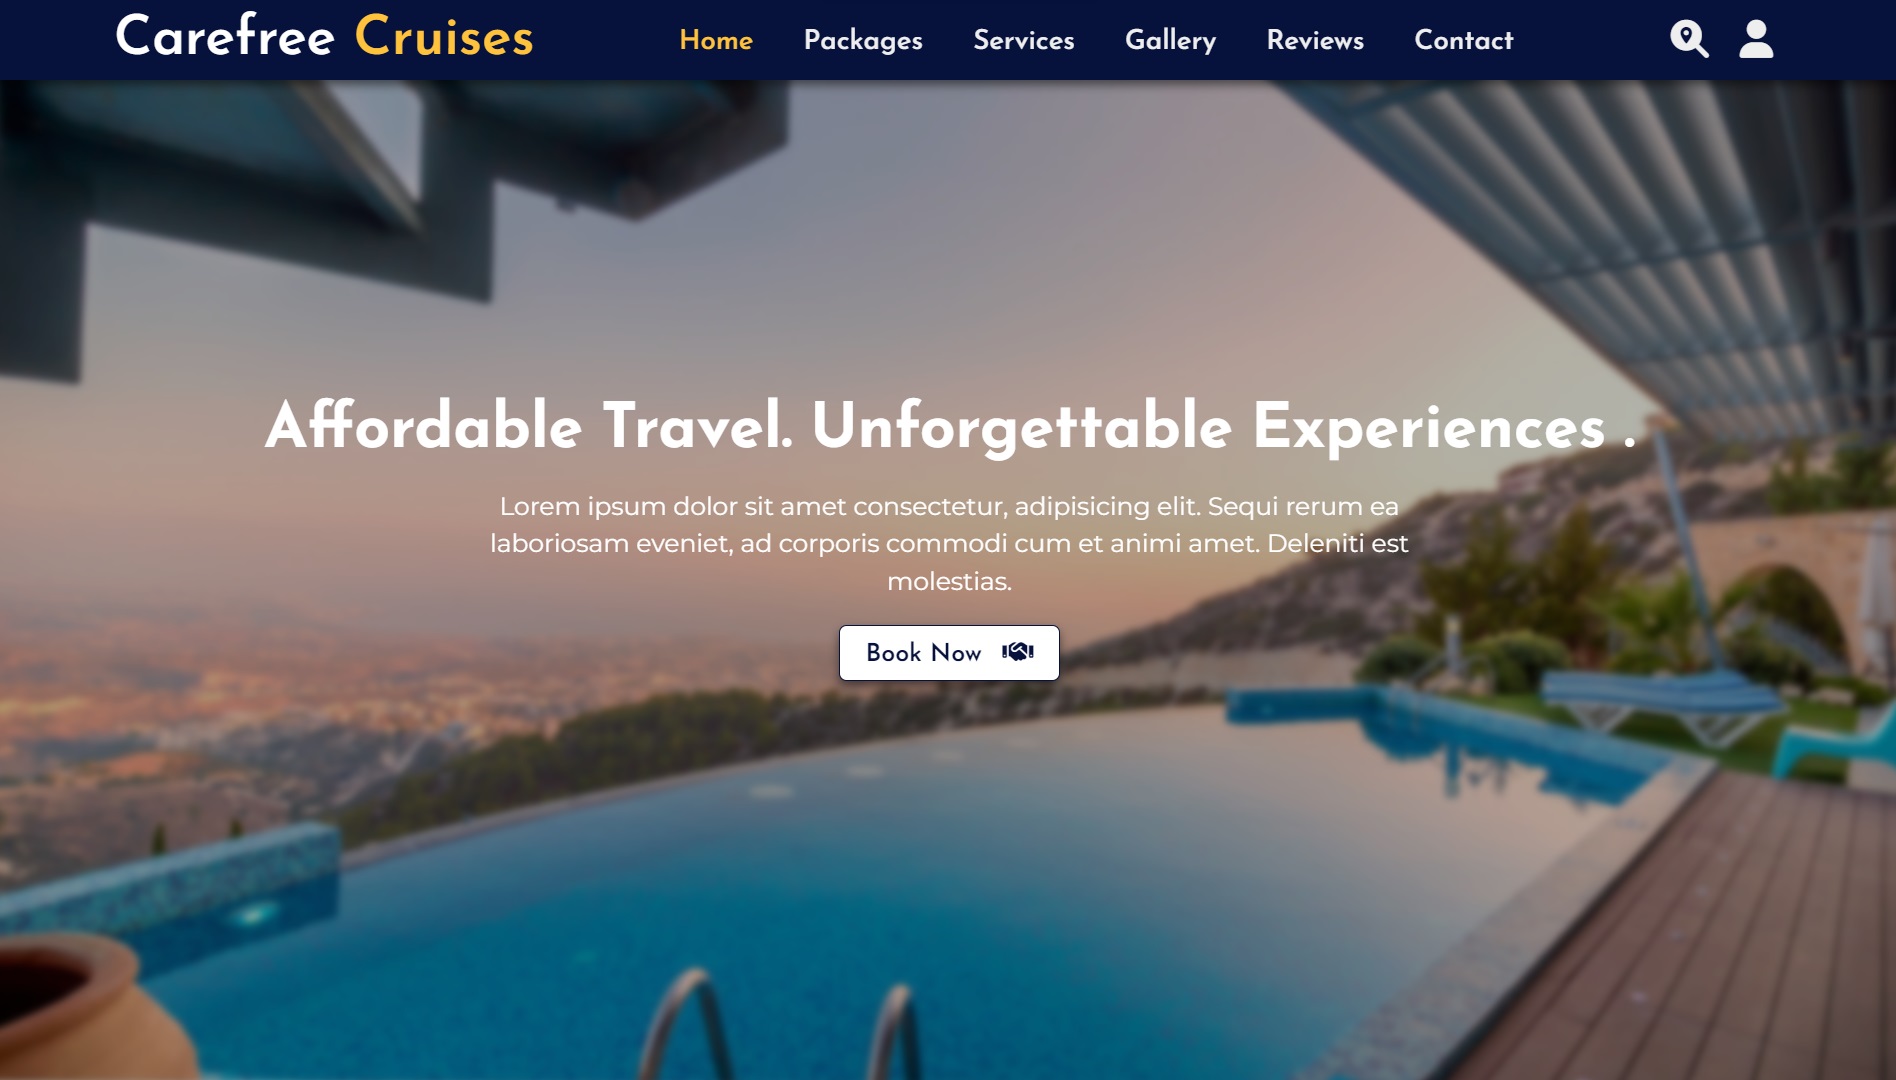 Carefree Cruises
Home Packages Services Gallery Reviews Contact
Affordable Travel. Unforgettable Experiences .
Lorem ipsum dolor sit amet consectetur, adipisicing elit. Sequi rerum ea
laboriosam eveniet, ad corporis commodi cum et animi amet. Deleniti est
molestias.
Book Now